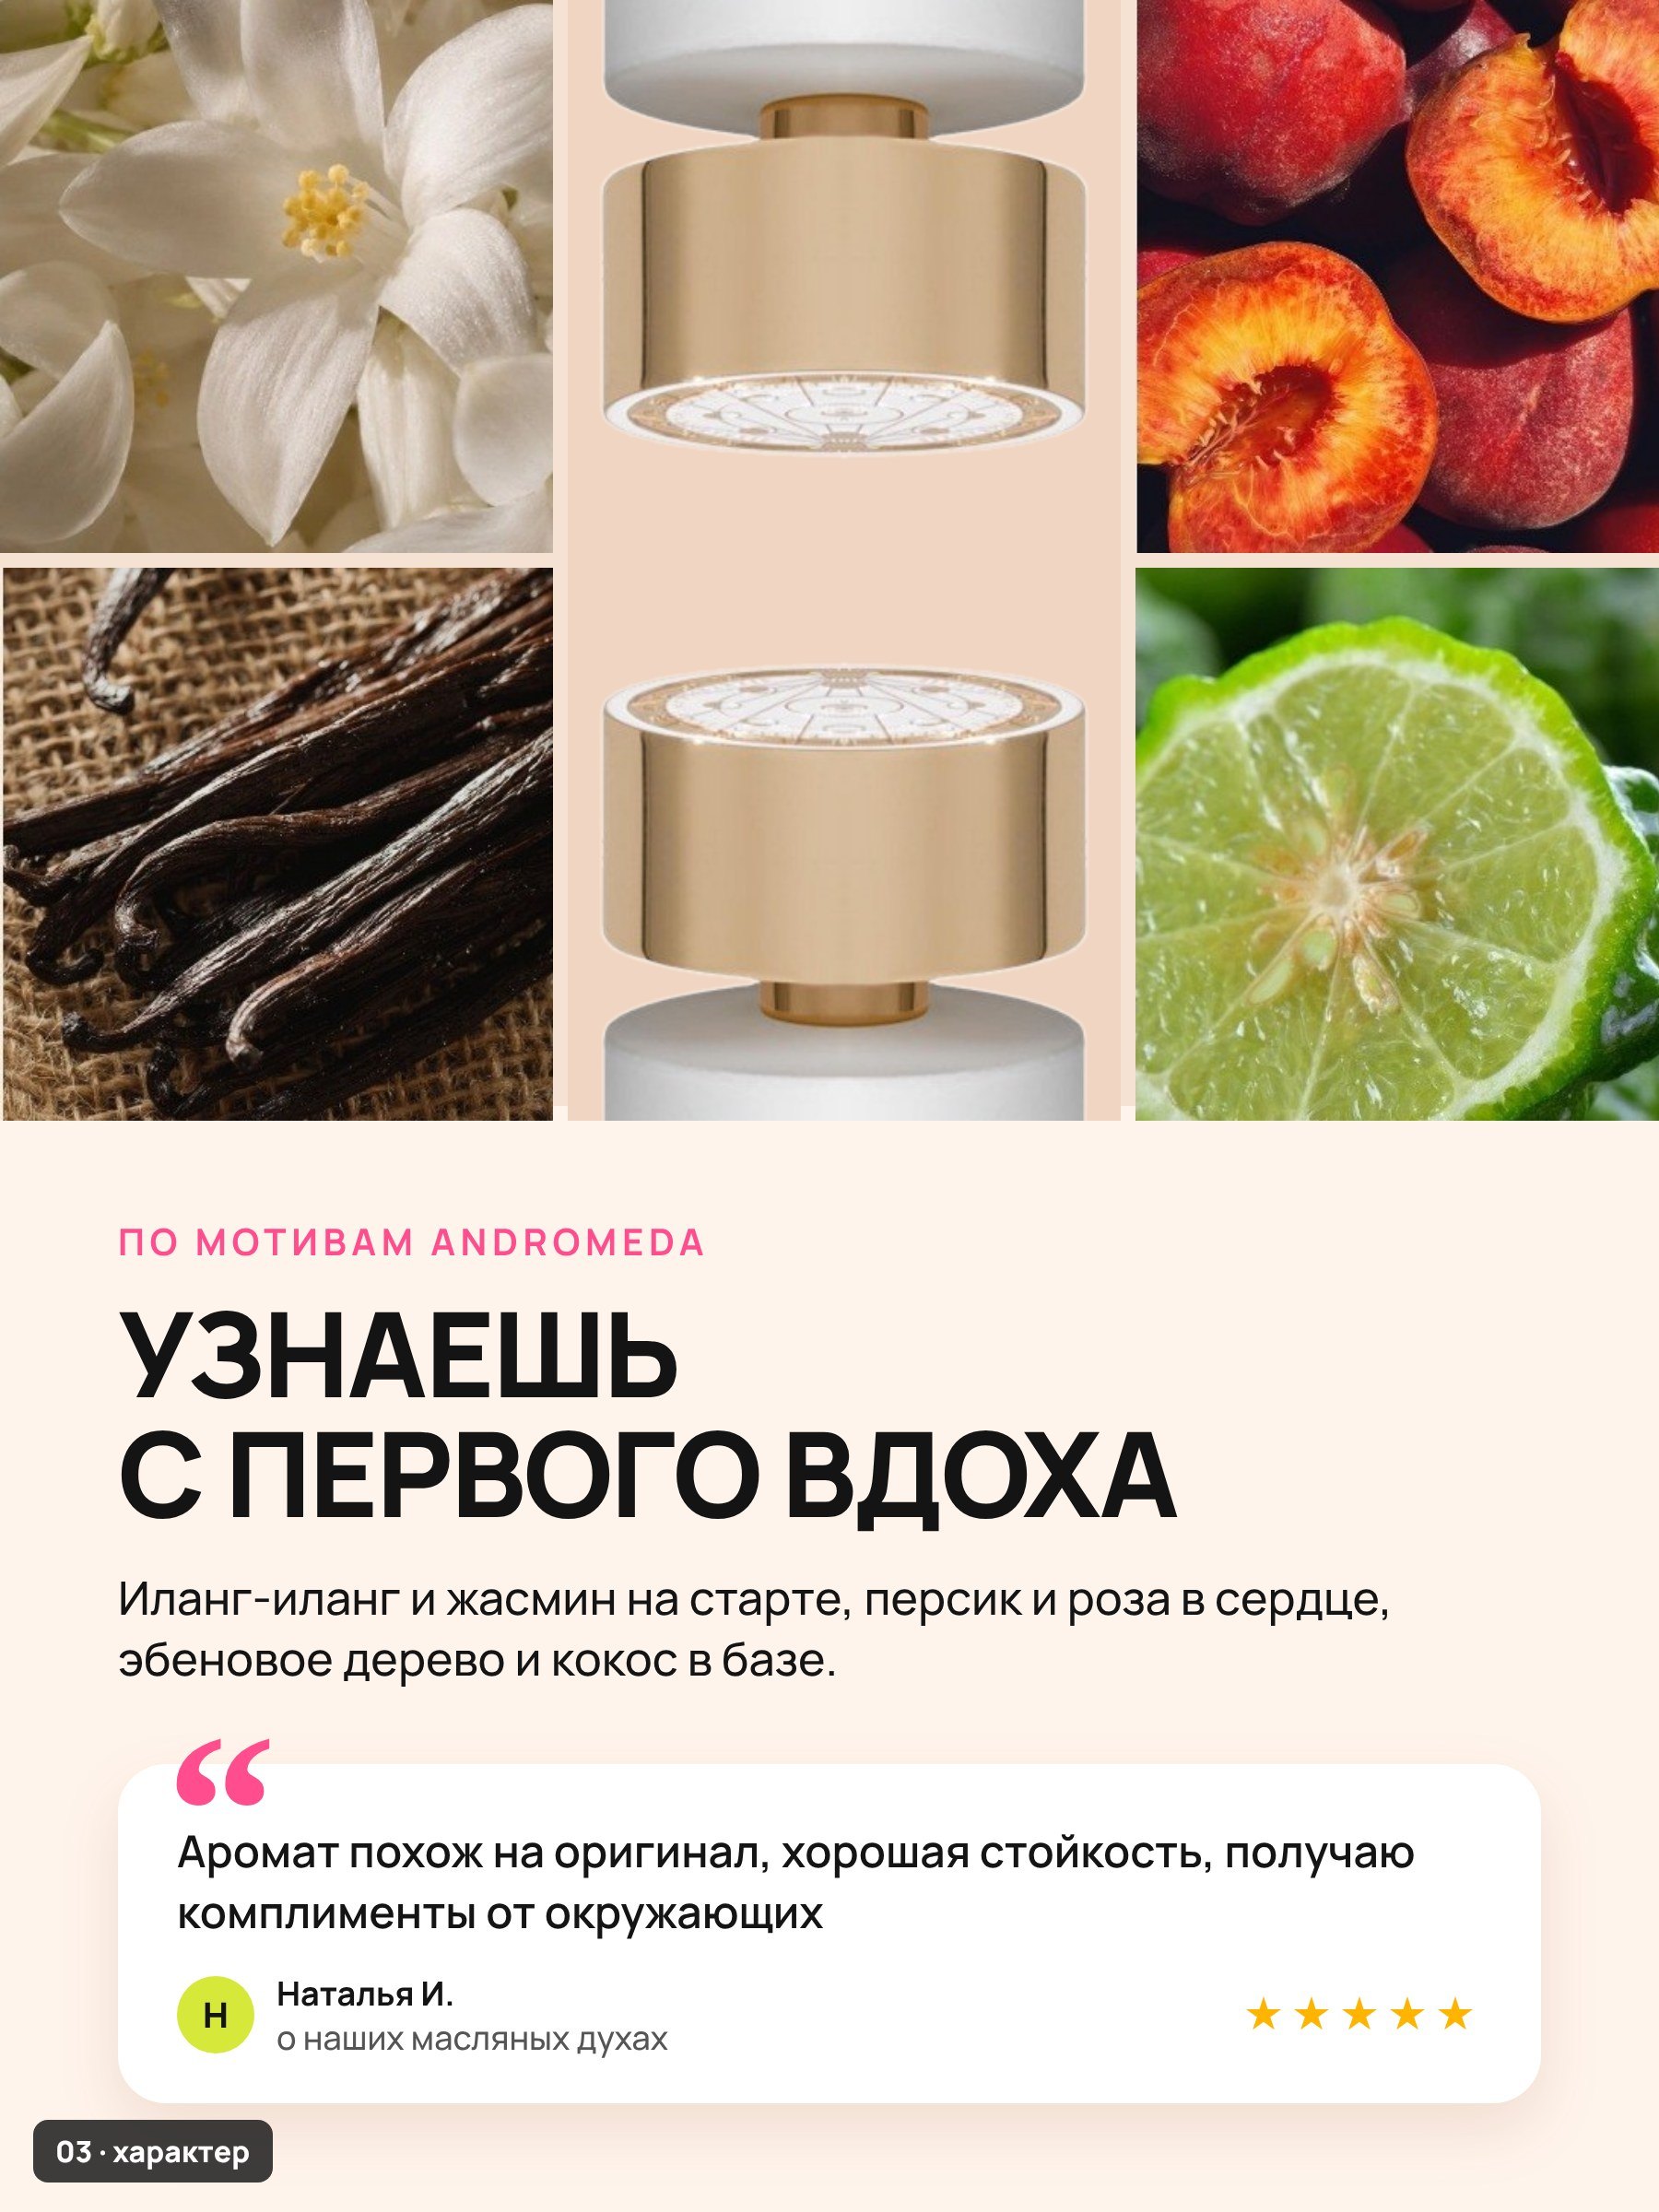 ПО МОТИВАМ ANDROMEDA
УЗНАЕШЬ
С ПЕРВОГО ВДОХА
Иланг-иланг и жасмин на старте, персик и роза в сердце,
эбеновое дерево и кокос в базе.
“
Аромат похож на оригинал, хорошая стойкость, получаю
комплименты от окружающих
Н
Наталья И.
о наших масляных духах
03 · характер